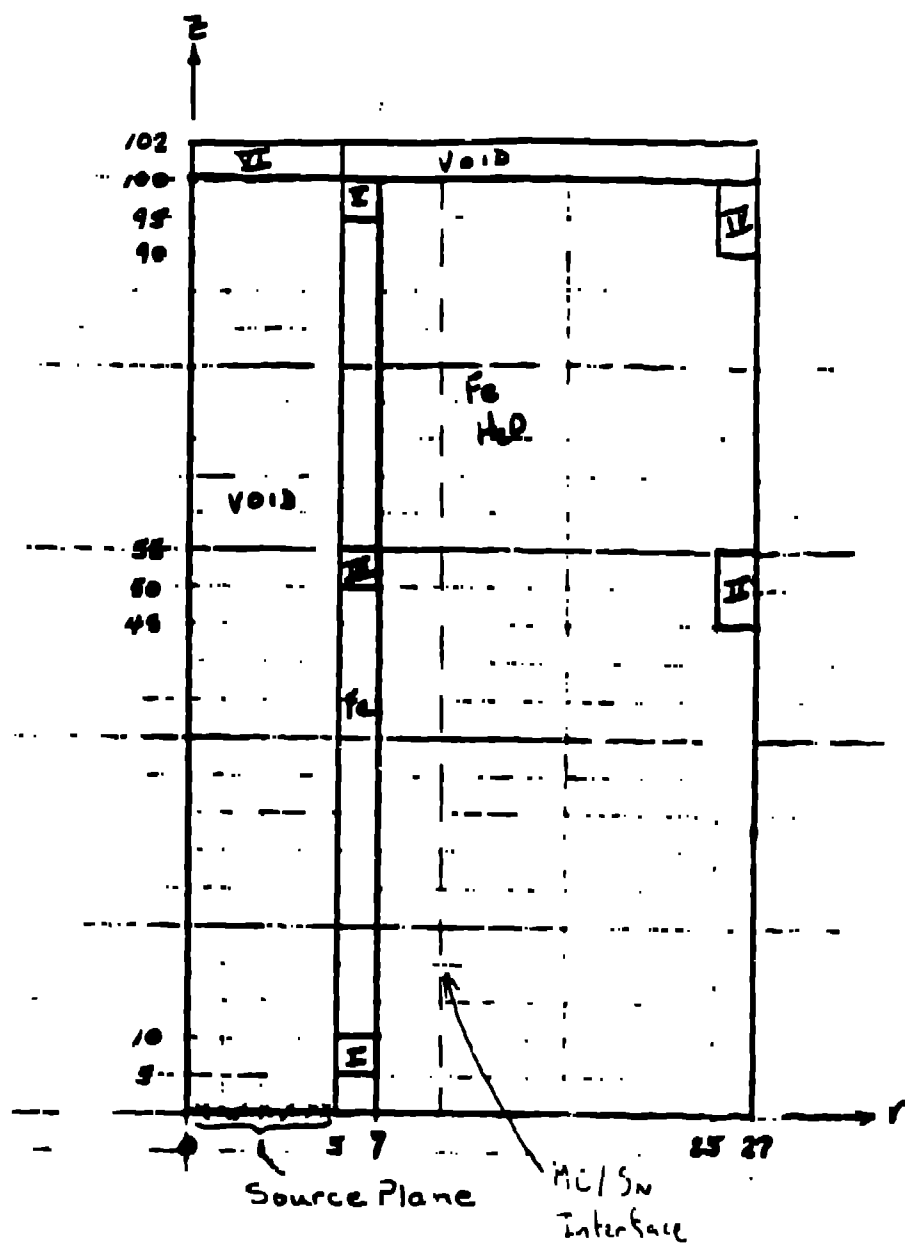 z
102
VI
VOID
100
V
IV
95
90
Fe
H2O
VOID
55
III
50
II
45
Fe
10
I
5
r
0
5
7
25
27
Source Plane
MC/SN
Interface